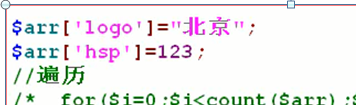 $arr['logo']="北京";
$arr['hsp']=123;
//遍历
/* for($i=0;$i<count($arr);$